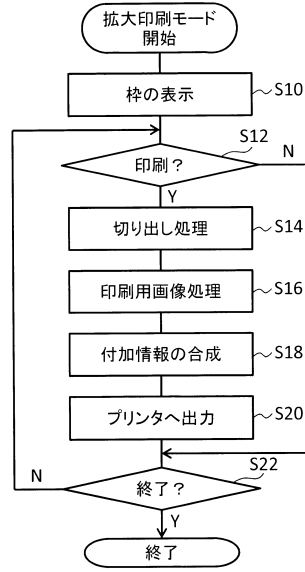 拡大印刷モード
開始
枠の表示
S10
S12
印刷？
N
Y
切り出し処理
S14
印刷用画像処理
S16
付加情報の合成
S18
プリンタへ出力
S20
S22
N
終了？
Y
終了